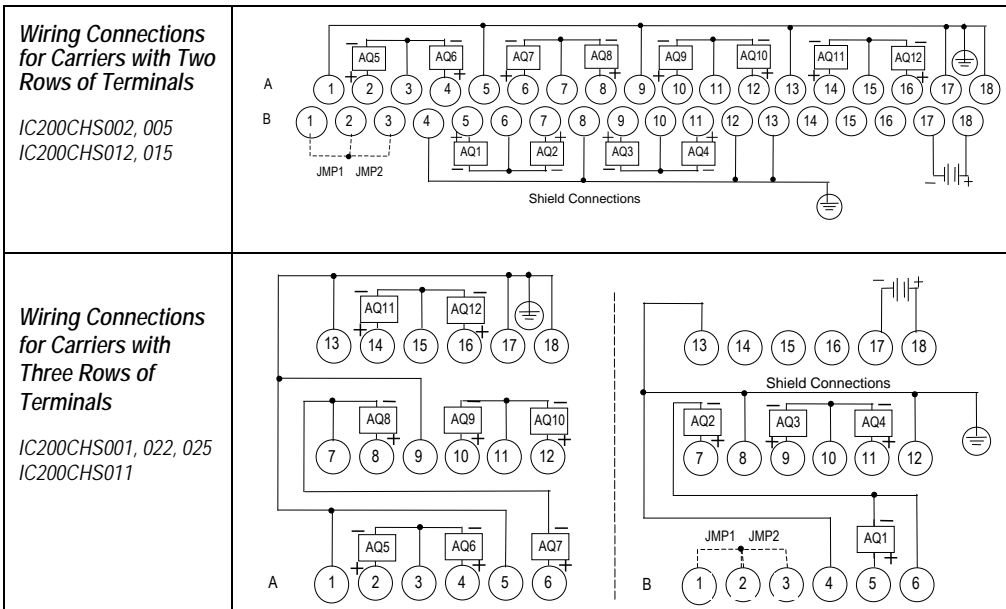 Wiring Connections
for Carriers with Two
Rows of Terminals
IC200CHS002, 005
IC200CHS012, 015
− − − − − − − −
AQ5 AQ6 AQ7 AQ8 AQ9 AQ10 AQ11 AQ12
+ + + + + + + +
A 1 2 3 4 5 6 7 8 9 10 11 12 13 14 15 16 17 18
B 1 2 3 4 5 6 7 8 9 10 11 12 13 14 15 16 17 18
+ + + +
AQ1 AQ2 AQ3 AQ4
− − − −
JMP1 JMP2
− +
Shield Connections
Wiring Connections
for Carriers with
Three Rows of
Terminals
IC200CHS001, 022, 025
IC200CHS011
− −
AQ11 AQ12
+ +
13 14 15 16 17 18
− − −
AQ8 AQ9 AQ10
+ + +
7 8 9 10 11 12
− − −
AQ5 AQ6 AQ7
+ + +
A 1 2 3 4 5 6
− +
13 14 15 16 17 18
Shield Connections
− − −
AQ2 AQ3 AQ4
+ + +
7 8 9 10 11 12
JMP1 JMP2
−
AQ1
+
B 1 2 3 4 5 6